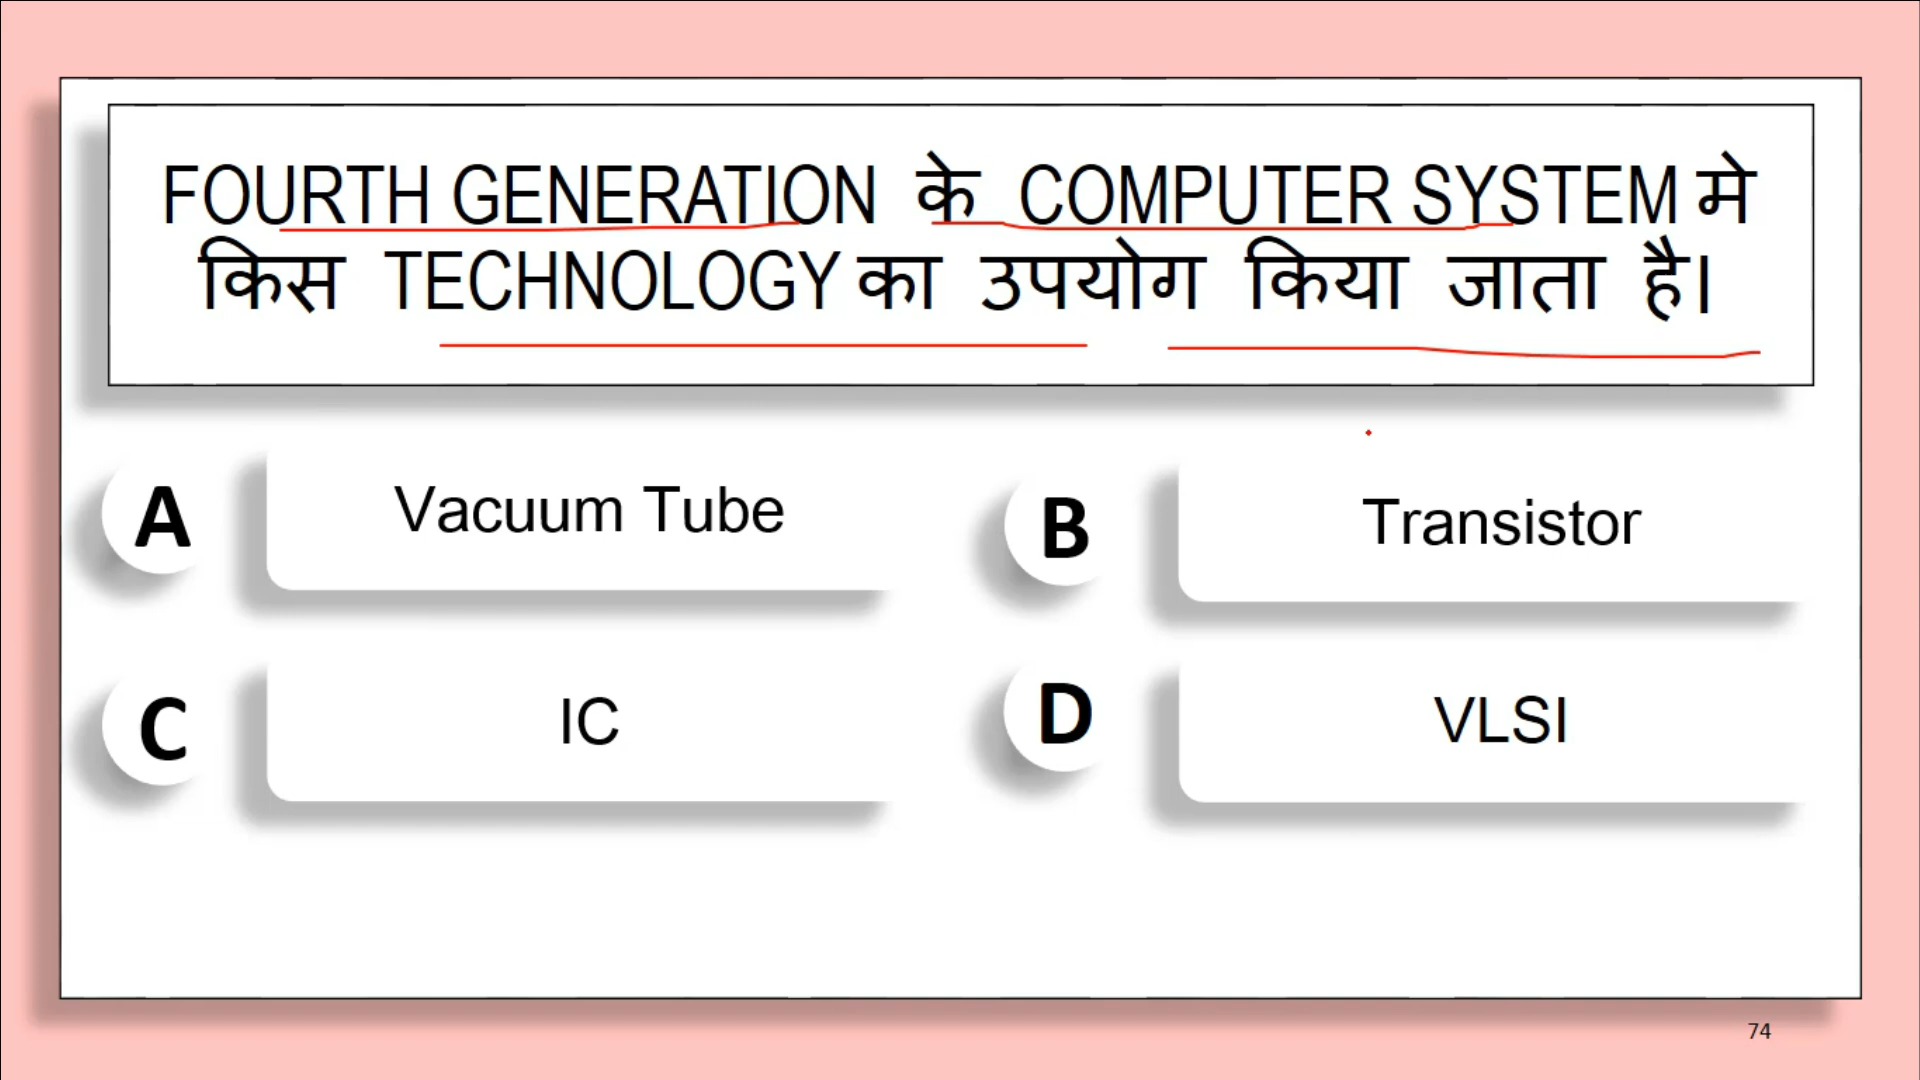 FOURTH GENERATION के COMPUTER SYSTEM मे
किस TECHNOLOGY का उपयोग किया जाता है।
A Vacuum Tube
B Transistor
C IC
D VLSI
74